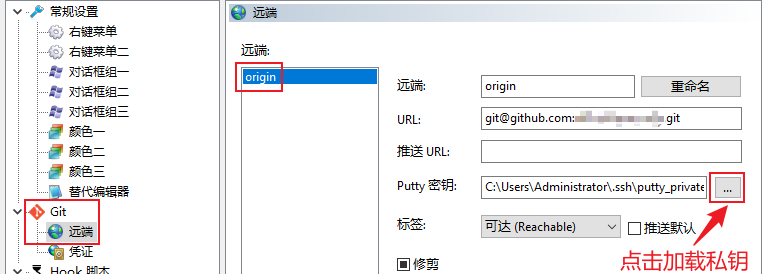 常规设置
右键菜单
右键菜单二
对话框组一
对话框组二
对话框组三
颜色一
颜色二
颜色三
替代编辑器
Git
远端
凭证
Hook 脚本
远端
远端:
origin
远端:
origin
重命名
URL:
git@github.com:
.git
推送 URL:
Putty 密钥:
C:\Users\Administrator\.ssh\putty_private
...
标签:
可达 (Reachable)
推送默认
修剪
点击加载私钥